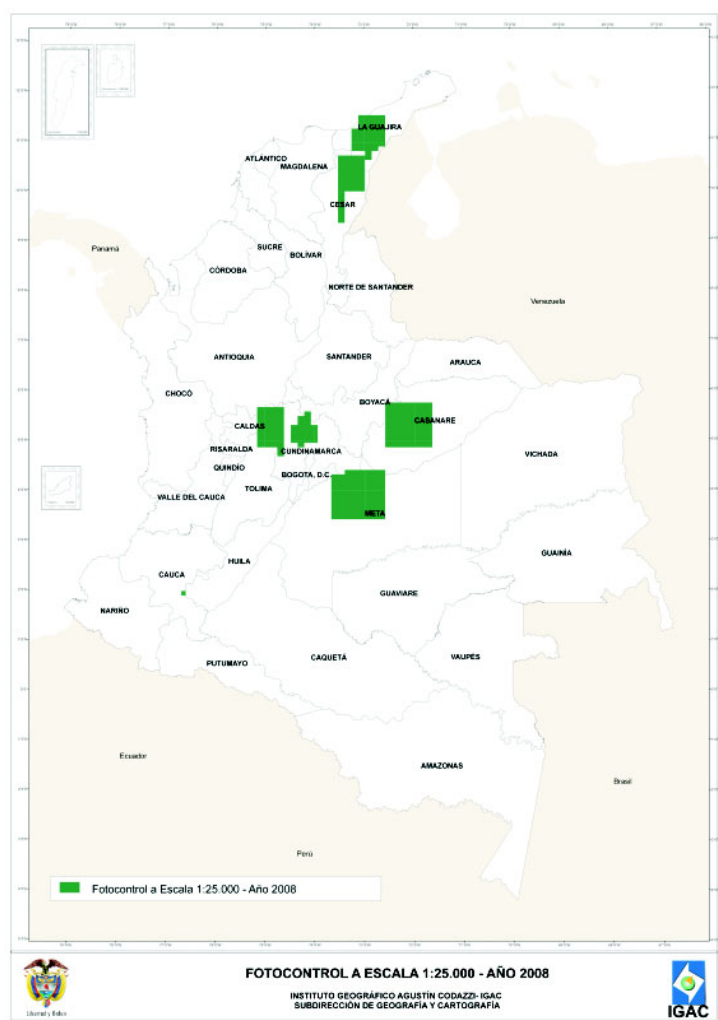 LA GUAJIRA
ATLÁNTICO
MAGDALENA
CESAR
SUCRE
BOLÍVAR
CÓRDOBA
Panamá
NORTE DE SANTANDER
Venezuela
ANTIOQUIA
SANTANDER
ARAUCA
CHOCÓ
BOYACÁ
CALDAS
CASANARE
RISARALDA
CUNDINAMARCA
VICHADA
QUINDÍO
BOGOTA, D.C.
TOLIMA
VALLE DEL CAUCA
META
GUAINÍA
HUILA
CAUCA
GUAVIARE
NARIÑO
CAQUETÁ
VAUPÉS
PUTUMAYO
Ecuador
AMAZONAS
Brasil
Perú
Fotocontrol a Escala 1:25.000 - Año 2008
FOTOCONTROL A ESCALA 1:25.000 - AÑO 2008
INSTITUTO GEOGRÁFICO AGUSTÍN CODAZZI- IGAC
SUBDIRECCIÓN DE GEOGRAFÍA Y CARTOGRAFÍA
Libertad y Orden
IGAC